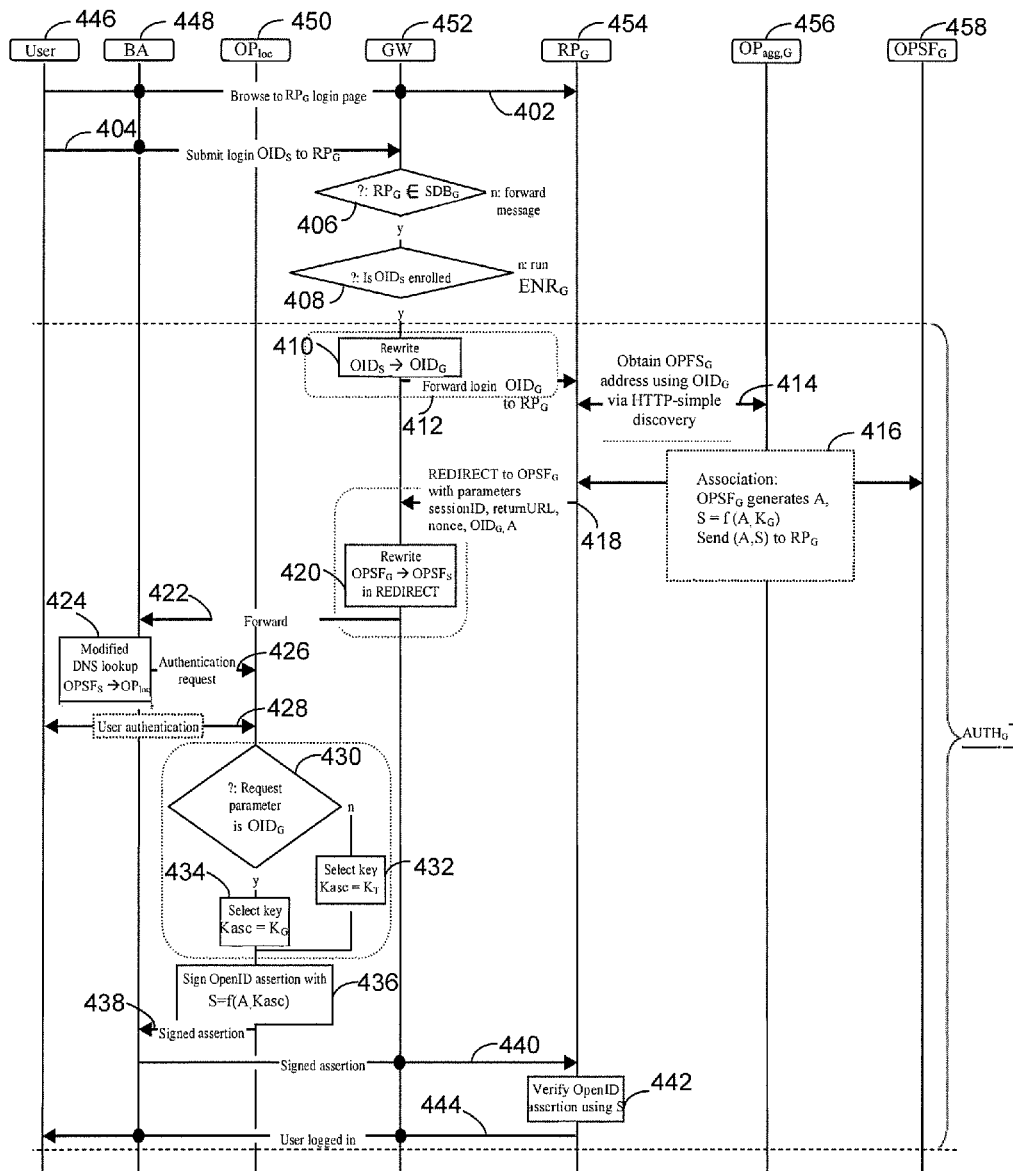 446
448
450
452
454
456
458
User
BA
OPloc
GW
RPG
OPagg,G
OPSFG
Browse to RPG login page
402
404
Submit login OIDS to RPG
?: RPG ∈ SDBG
n: forward
message
406
y
?: Is OIDS enrolled
n: run
ENRG
408
y
410
Rewrite
OIDS → OIDG
Forward login OIDG
to RPG
412
Obtain OPFSG
address using OIDG
via HTTP-simple
discovery
414
416
Association:
OPSFG generates A,
S = f (A, KG)
Send (A,S) to RPG
REDIRECT to OPSFG
with parameters
sessionID, returnURL,
nonce, OIDG, A
418
420
Rewrite
OPSFG → OPSFS
in REDIRECT
422
Forward
424
Modified
DNS lookup
OPSFS → OPloc
Authentication
request
426
User authentication
428
430
?: Request
parameter
is OIDG
n
432
Select key
Kasc = KT
434
y
Select key
Kasc = KG
Sign OpenID assertion with
S=f(A,Kasc)
436
438
Signed assertion
Signed assertion
440
Verify OpenID
assertion using S
442
444
User logged in
AUTHG